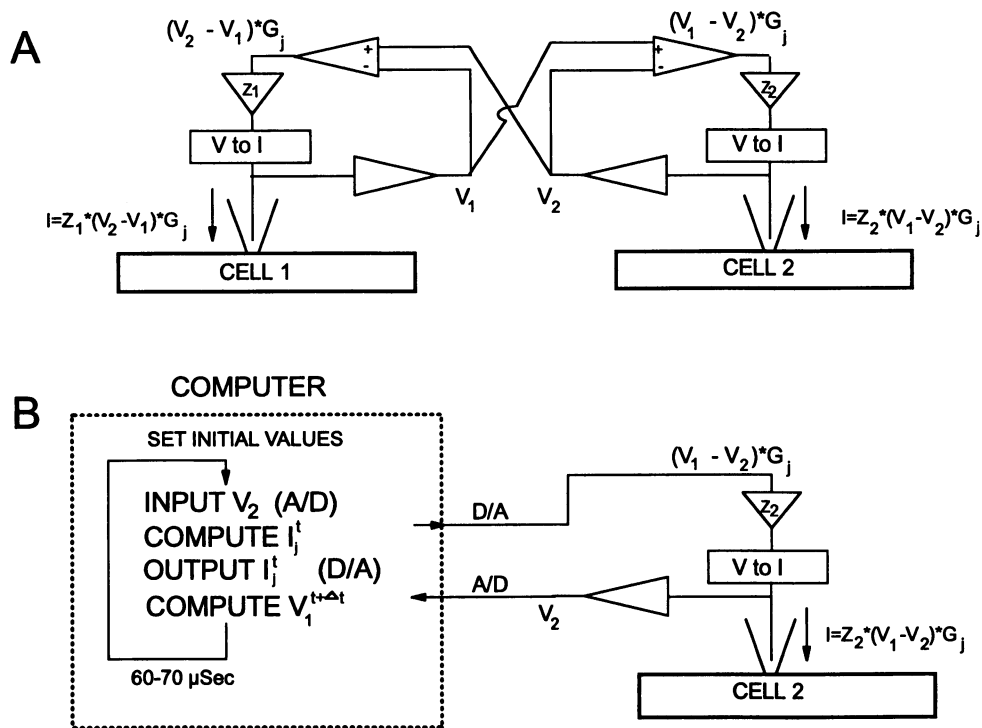 A
(V₂ - V₁)*Gⱼ
(V₁ - V₂)*Gⱼ
+
-
+
-
Z₁
Z₂
V to I
V to I
V₁
V₂
I=Z₁*(V₂-V₁)*Gⱼ
I=Z₂*(V₁-V₂)*Gⱼ
CELL 1
CELL 2
B
COMPUTER
SET INITIAL VALUES
INPUT V₂ (A/D)
COMPUTE Iⱼᵗ
OUTPUT Iⱼᵗ (D/A)
COMPUTE V₁ᵗ⁺Δᵗ
60-70 µSec
D/A
A/D
V₂
(V₁ - V₂)*Gⱼ
Z₂
V to I
I=Z₂*(V₁-V₂)*Gⱼ
CELL 2